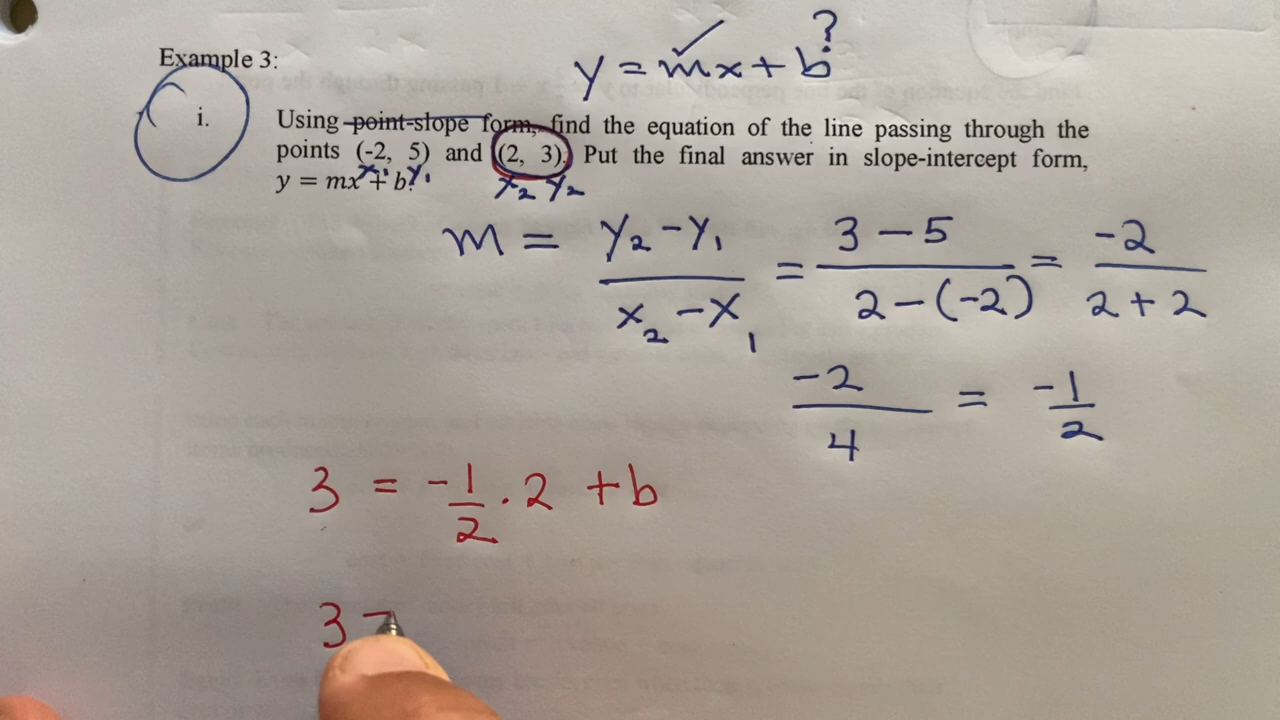 Example 3:
y = mx + b ?
i. Using point-slope form, find the equation of the line passing through the
points (-2, 5) and (2, 3). Put the final answer in slope-intercept form,
x₁ y₁ x₂ y₂
y = mx + b.
m = (y₂ - y₁)/(x₂ - x₁) = (3 - 5)/(2 - (-2)) = -2/(2 + 2)
-2/4 = -1/2
3 = -1/2 · 2 + b
3 =